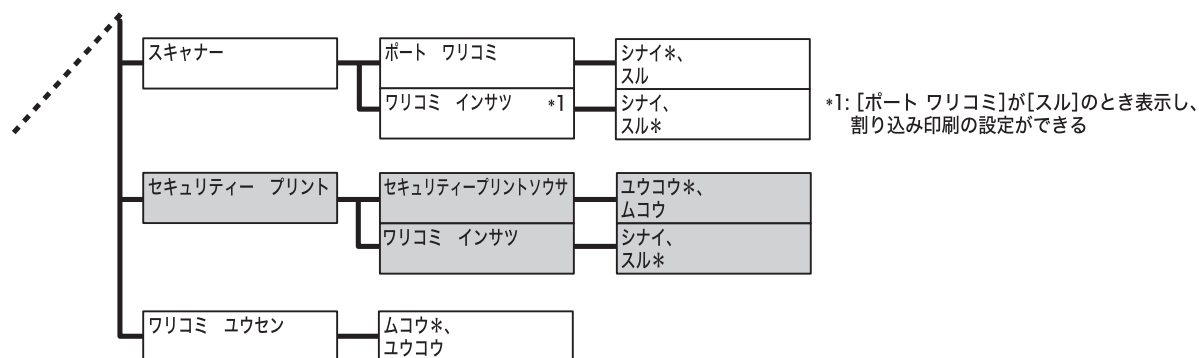 スキャナー
ポート ワリコミ
シナイ＊、
スル
ワリコミ インサツ *1
シナイ、
スル＊
*1: [ポート ワリコミ]が[スル]のとき表示し、
割り込み印刷の設定ができる
セキュリティー プリント
セキュリティープリントソウサ
ユウコウ＊、
ムコウ
ワリコミ インサツ
シナイ、
スル＊
ワリコミ ユウセン
ムコウ＊、
ユウコウ